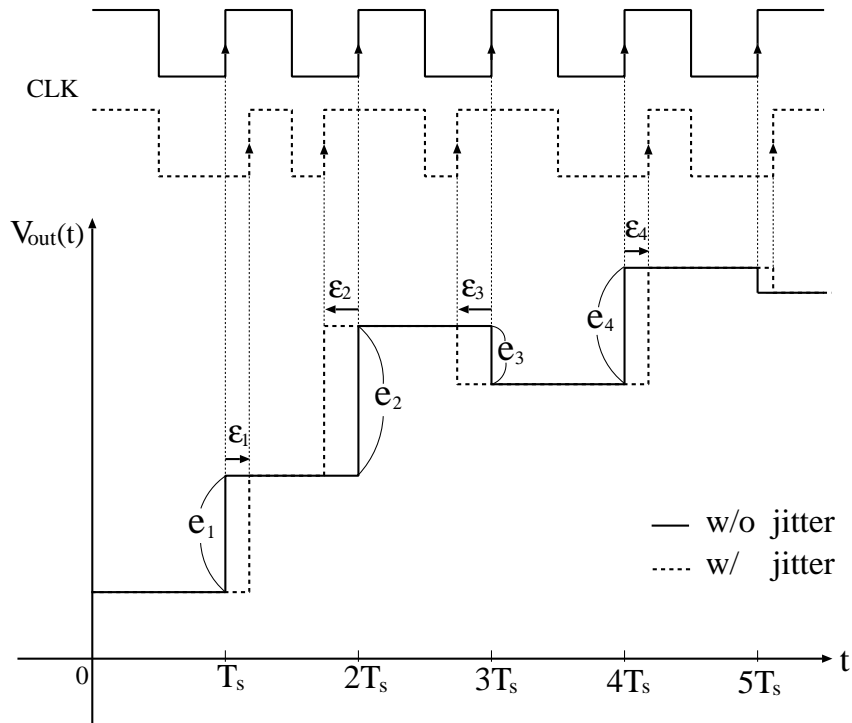 CLK
V_out(t)
ε₄
ε₂
ε₃
e₄
e₃
e₂
ε₁
e₁
w/o jitter
w/ jitter
0
T_s
2T_s
3T_s
4T_s
5T_s
t